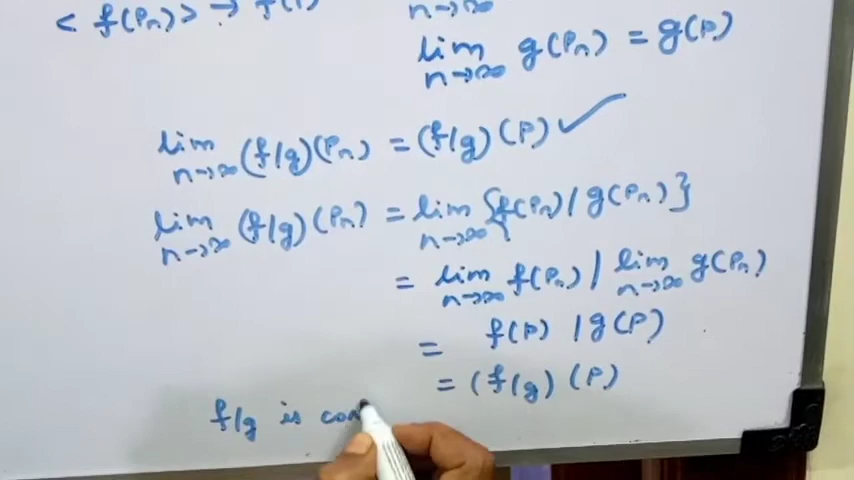 < f(Pn) > → f(P)
n→∞
lim g(Pn) = g(P)
n→∞
lim (f/g)(Pn) = (f/g)(P) ✓
n→∞
lim (f/g)(Pn) = lim {f(Pn) / g(Pn)}
n→∞ n→∞
= lim f(Pn) / lim g(Pn)
n→∞ n→∞
= f(P) / g(P)
= (f/g)(P)
f/g is con